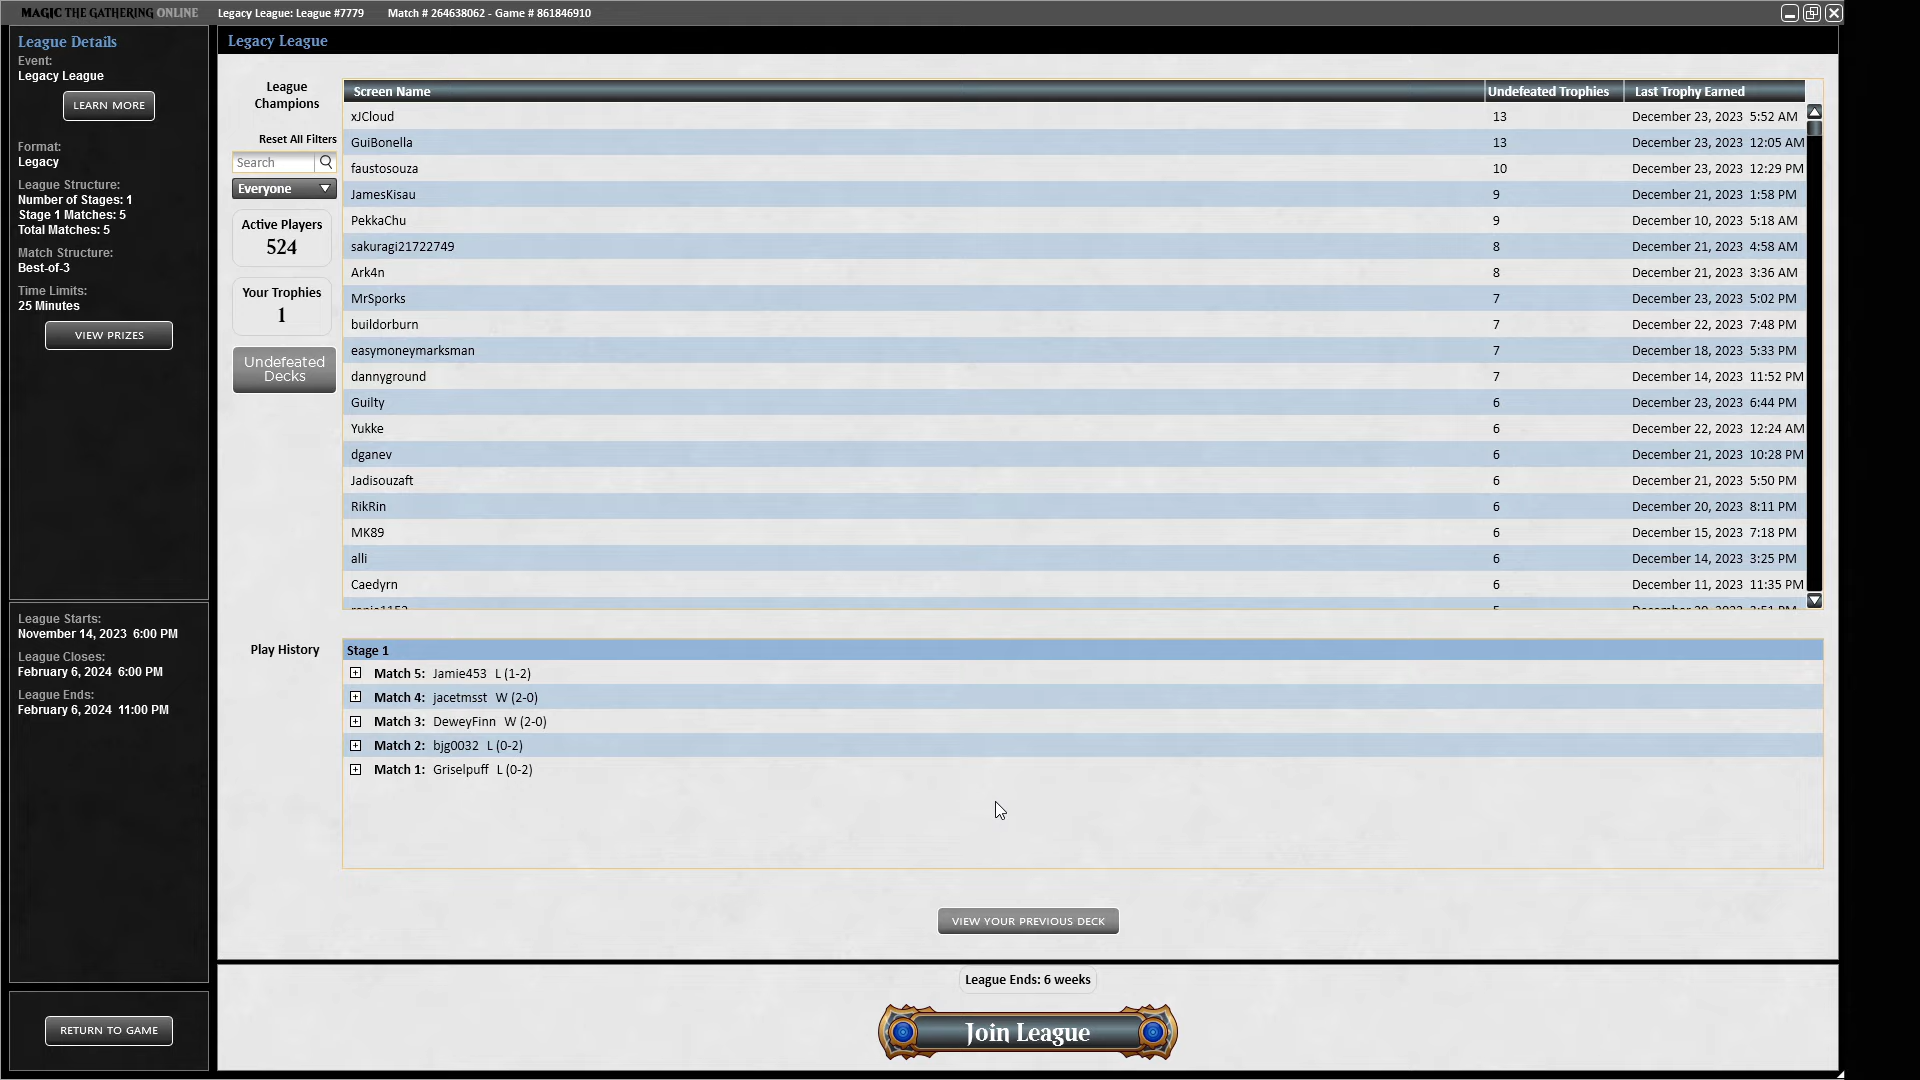 MAGIC THE GATHERING ONLINE Legacy League: League #7779 Match # 264638062 - Game # 861846910
League Details
Event:
Legacy League
LEARN MORE
Format:
Legacy
League Structure:
Number of Stages: 1
Stage 1 Matches: 5
Total Matches: 5
Match Structure:
Best-of-3
Time Limits:
25 Minutes
VIEW PRIZES
League Starts:
November 14, 2023 6:00 PM
League Closes:
February 6, 2024 6:00 PM
League Ends:
February 6, 2024 11:00 PM
RETURN TO GAME
Legacy League
League
Champions
Reset All Filters
Search
Everyone
Active Players
524
Your Trophies
1
Undefeated
Decks
Screen Name Undefeated Trophies Last Trophy Earned
xJCloud 13 December 23, 2023 5:52 AM
GuiBonella 13 December 23, 2023 12:05 AM
faustosouza 10 December 23, 2023 12:29 PM
JamesKisau 9 December 21, 2023 1:58 PM
PekkaChu 9 December 10, 2023 5:18 AM
sakuragi21722749 8 December 21, 2023 4:58 AM
Ark4n 8 December 21, 2023 3:36 AM
MrSporks 7 December 23, 2023 5:02 PM
buildorburn 7 December 22, 2023 7:48 PM
easymoneymarksman 7 December 18, 2023 5:33 PM
dannyground 7 December 14, 2023 11:52 PM
Guilty 6 December 23, 2023 6:44 PM
Yukke 6 December 22, 2023 12:24 AM
dganev 6 December 21, 2023 10:28 PM
Jadisouzaft 6 December 21, 2023 5:50 PM
RikRin 6 December 20, 2023 8:11 PM
MK89 6 December 15, 2023 7:18 PM
alli 6 December 14, 2023 3:25 PM
Caedyrn 6 December 11, 2023 11:35 PM
Play History
Stage 1
Match 5: Jamie453 L (1-2)
Match 4: jacetmsst W (2-0)
Match 3: DeweyFinn W (2-0)
Match 2: bjg0032 L (0-2)
Match 1: Griselpuff L (0-2)
VIEW YOUR PREVIOUS DECK
League Ends: 6 weeks
Join League